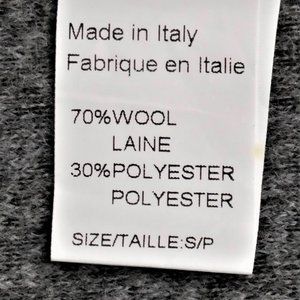 Made in Italy
Fabrique en Italie
70%WOOL
LAINE
30%POLYESTER
POLYESTER
SIZE/TAILLE:S/P